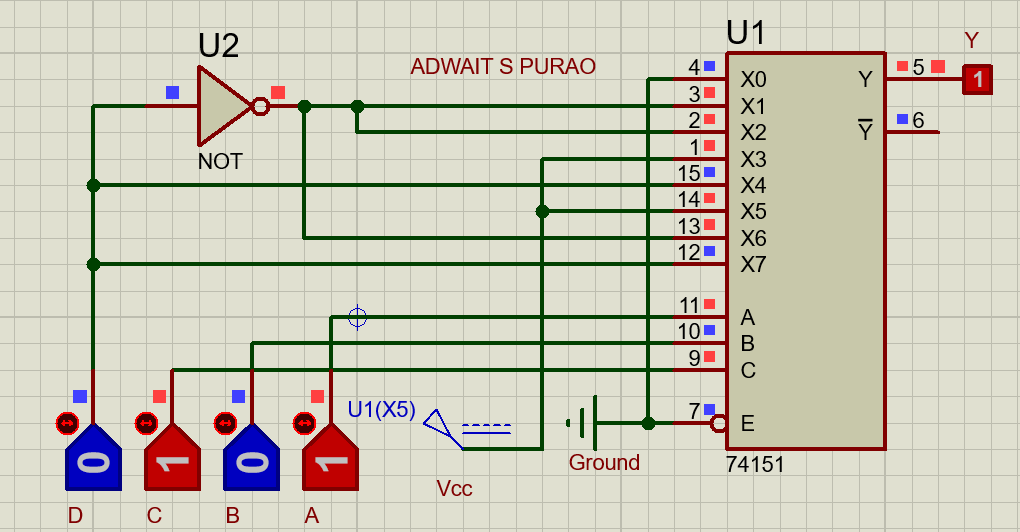 U2
U1
Y
ADWAIT S PURAO
NOT
4 X0 Y 5 1
3 X1
2 X2 Y 6
1 X3
15 X4
14 X5
13 X6
12 X7
11 A
10 B
9 C
7 E
U1(X5)
Ground
74151
Vcc
0 1 0 1
D C B A